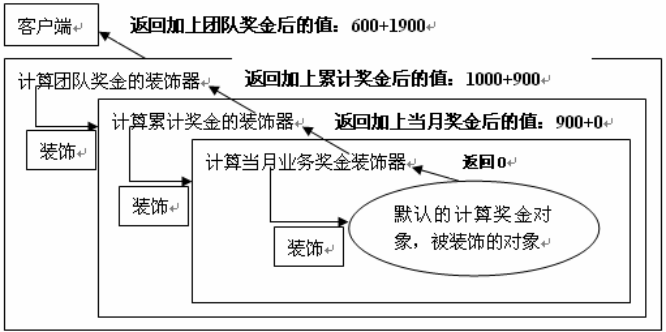 客户端 返回加上团队奖金后的值：600+1900
计算团队奖金的装饰器 返回加上累计奖金后的值：1000+900
计算累计奖金的装饰器 返回加上当月奖金后的值：900+0
装饰
计算当月业务奖金装饰器 返回0
装饰
默认的计算奖金对
象，被装饰的对象
装饰